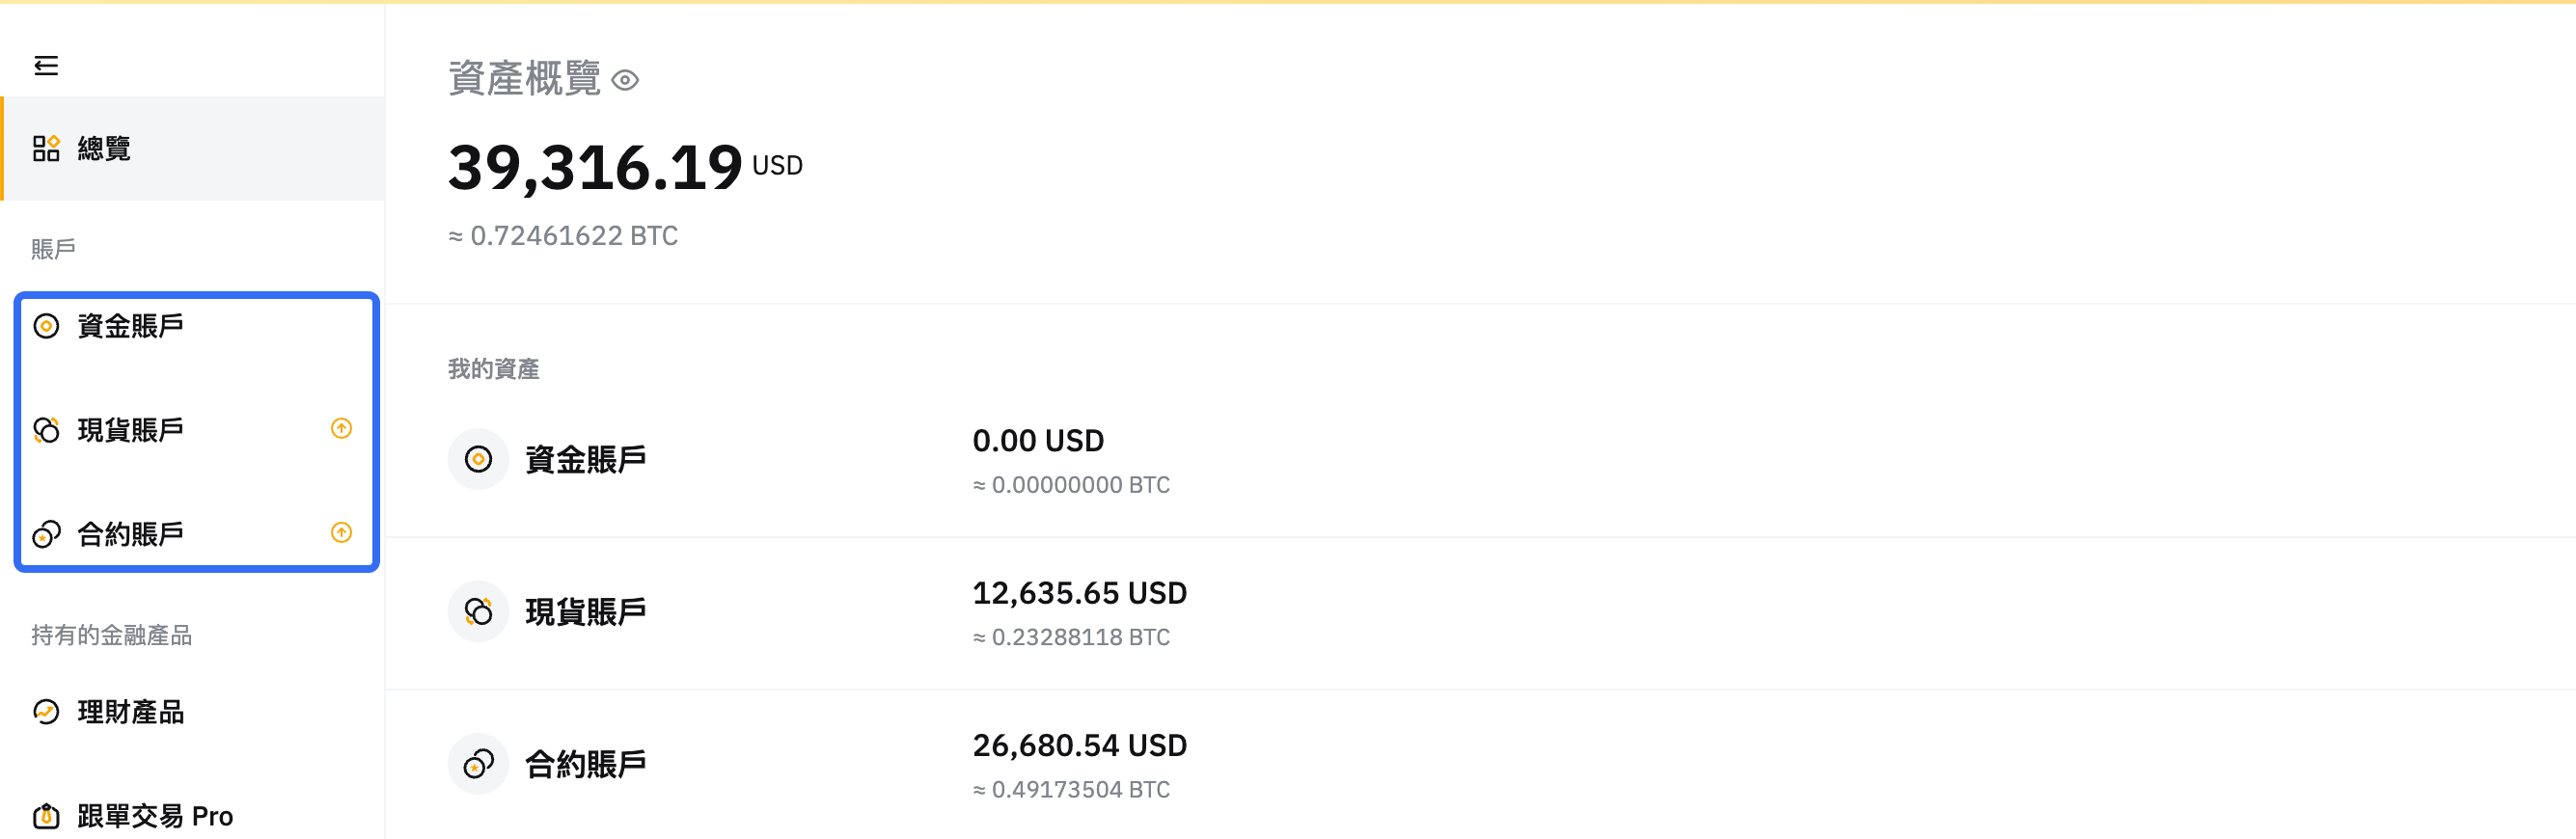 總覽
賬戶
資金賬戶
現貨賬戶
合約賬戶
持有的金融產品
理財產品
跟單交易 Pro
資產概覽
39,316.19 USD
≈ 0.72461622 BTC
我的資產
資金賬戶
0.00 USD
≈ 0.00000000 BTC
現貨賬戶
12,635.65 USD
≈ 0.23288118 BTC
合約賬戶
26,680.54 USD
≈ 0.49173504 BTC